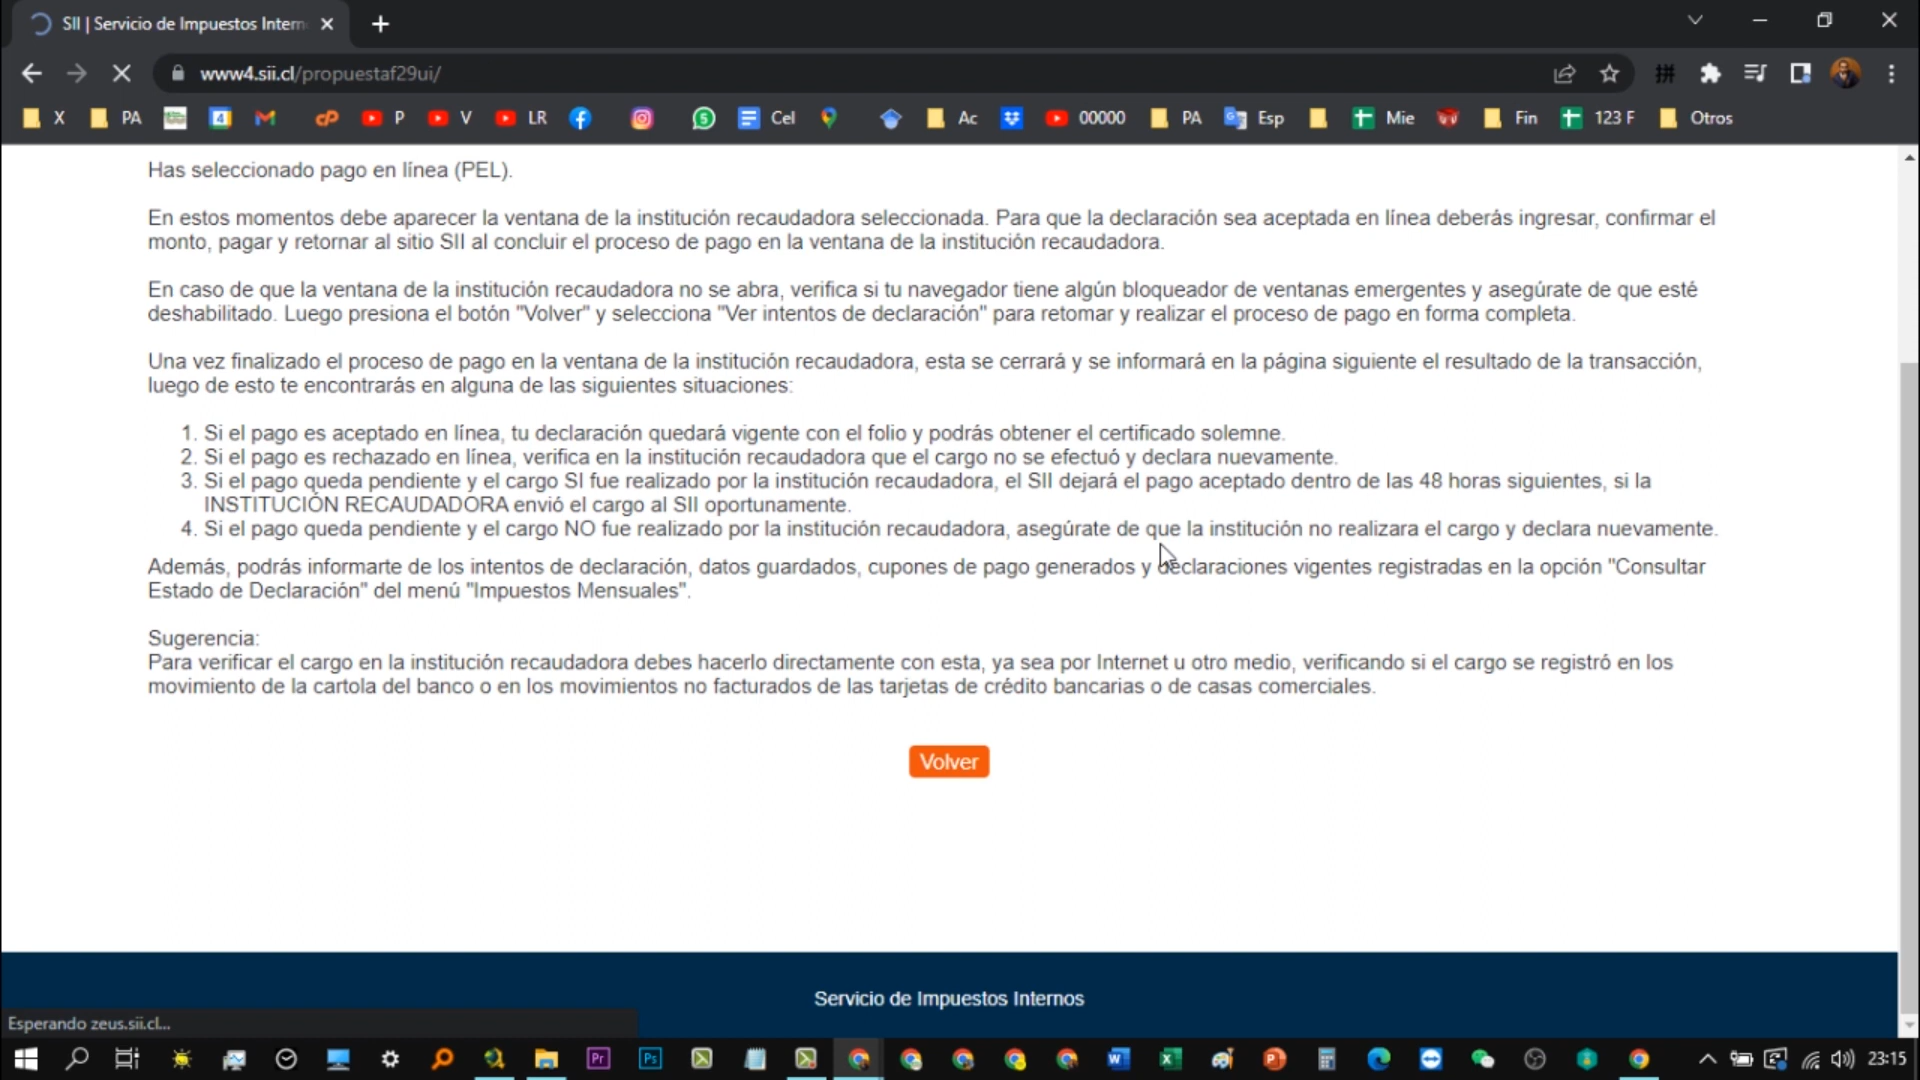 SII | Servicio de Impuestos Intern
www4.sii.cl/propuestaf29ui/
X PA 4 P V LR 5 Cel Ac 00000 PA Esp Mie Fin 123 F Otros
Has seleccionado pago en línea (PEL).
En estos momentos debe aparecer la ventana de la institución recaudadora seleccionada. Para que la declaración sea aceptada en línea deberás ingresar, confirmar el
monto, pagar y retornar al sitio SII al concluir el proceso de pago en la ventana de la institución recaudadora.
En caso de que la ventana de la institución recaudadora no se abra, verifica si tu navegador tiene algún bloqueador de ventanas emergentes y asegúrate de que esté
deshabilitado. Luego presiona el botón "Volver" y selecciona "Ver intentos de declaración" para retomar y realizar el proceso de pago en forma completa.
Una vez finalizado el proceso de pago en la ventana de la institución recaudadora, esta se cerrará y se informará en la página siguiente el resultado de la transacción,
luego de esto te encontrarás en alguna de las siguientes situaciones:
1. Si el pago es aceptado en línea, tu declaración quedará vigente con el folio y podrás obtener el certificado solemne.
2. Si el pago es rechazado en línea, verifica en la institución recaudadora que el cargo no se efectuó y declara nuevamente.
3. Si el pago queda pendiente y el cargo SI fue realizado por la institución recaudadora, el SII dejará el pago aceptado dentro de las 48 horas siguientes, si la
INSTITUCIÓN RECAUDADORA envió el cargo al SII oportunamente.
4. Si el pago queda pendiente y el cargo NO fue realizado por la institución recaudadora, asegúrate de que la institución no realizara el cargo y declara nuevamente.
Además, podrás informarte de los intentos de declaración, datos guardados, cupones de pago generados y declaraciones vigentes registradas en la opción "Consultar
Estado de Declaración" del menú "Impuestos Mensuales".
Sugerencia:
Para verificar el cargo en la institución recaudadora debes hacerlo directamente con esta, ya sea por Internet u otro medio, verificando si el cargo se registró en los
movimiento de la cartola del banco o en los movimientos no facturados de las tarjetas de crédito bancarias o de casas comerciales.
Volver
Servicio de Impuestos Internos
Esperando zeus.sii.cl...
Pr Ps 23:15